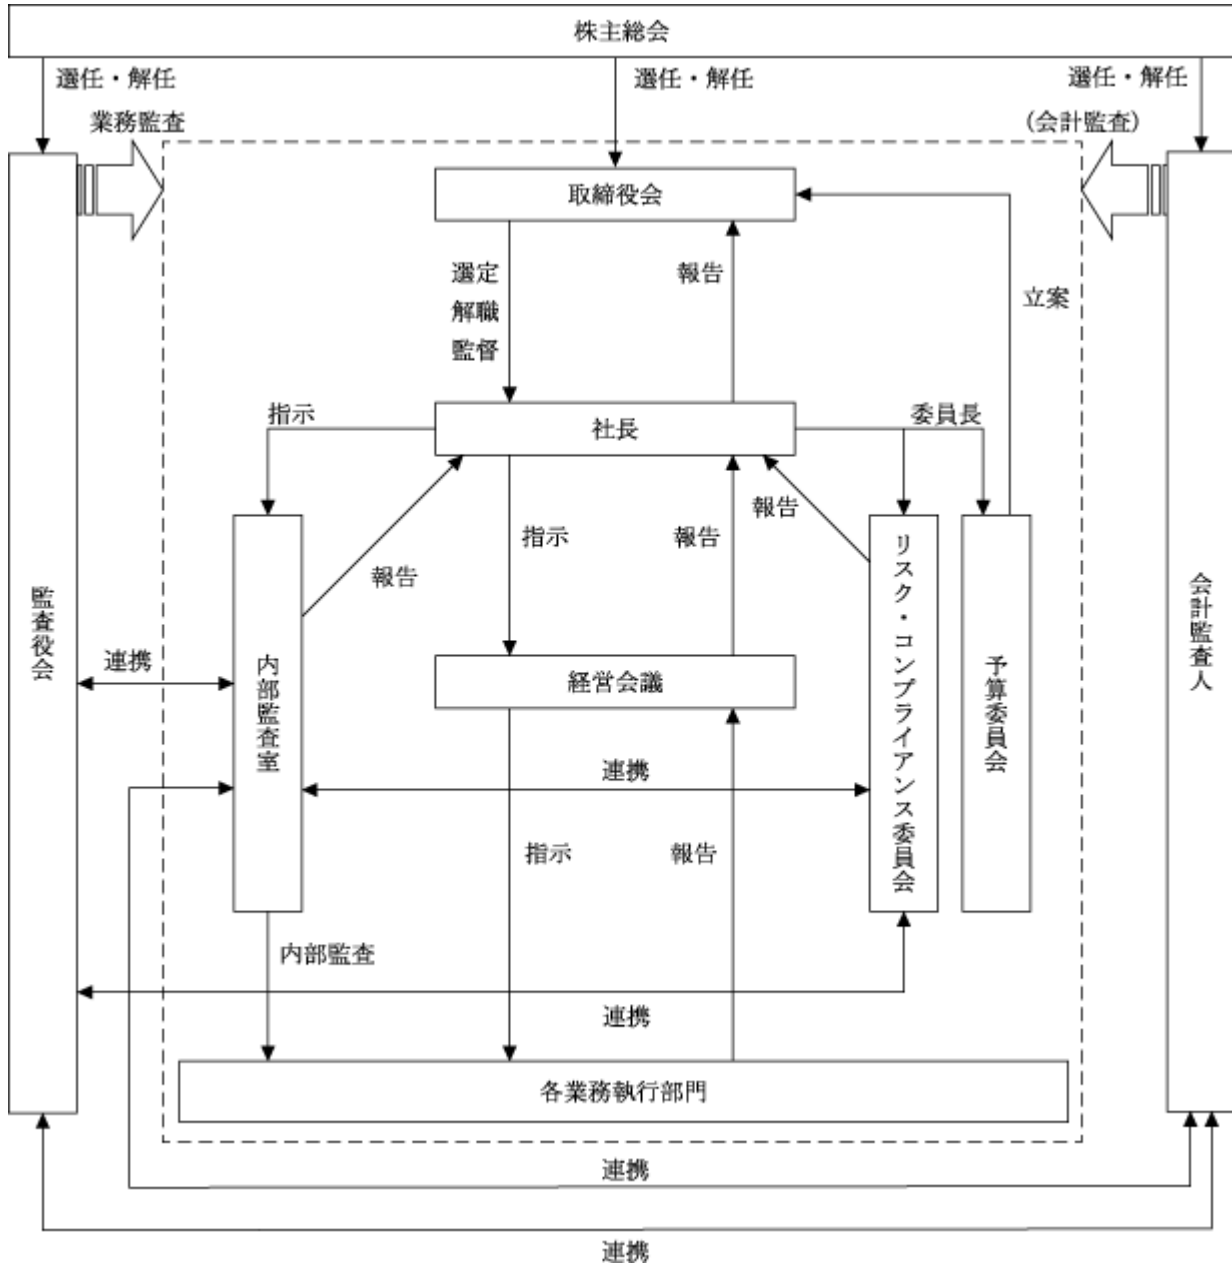 株主総会
選任・解任
選任・解任
選任・解任
業務監査
(会計監査)
取締役会
選定
解職
監督
報告
立案
指示
社長
委員長
報告
指示
報告
報告
監査役会
連携
内部監査室
経営会議
リスク・コンプライアンス委員会
予算委員会
会計監査人
連携
指示
報告
内部監査
連携
各業務執行部門
連携
連携